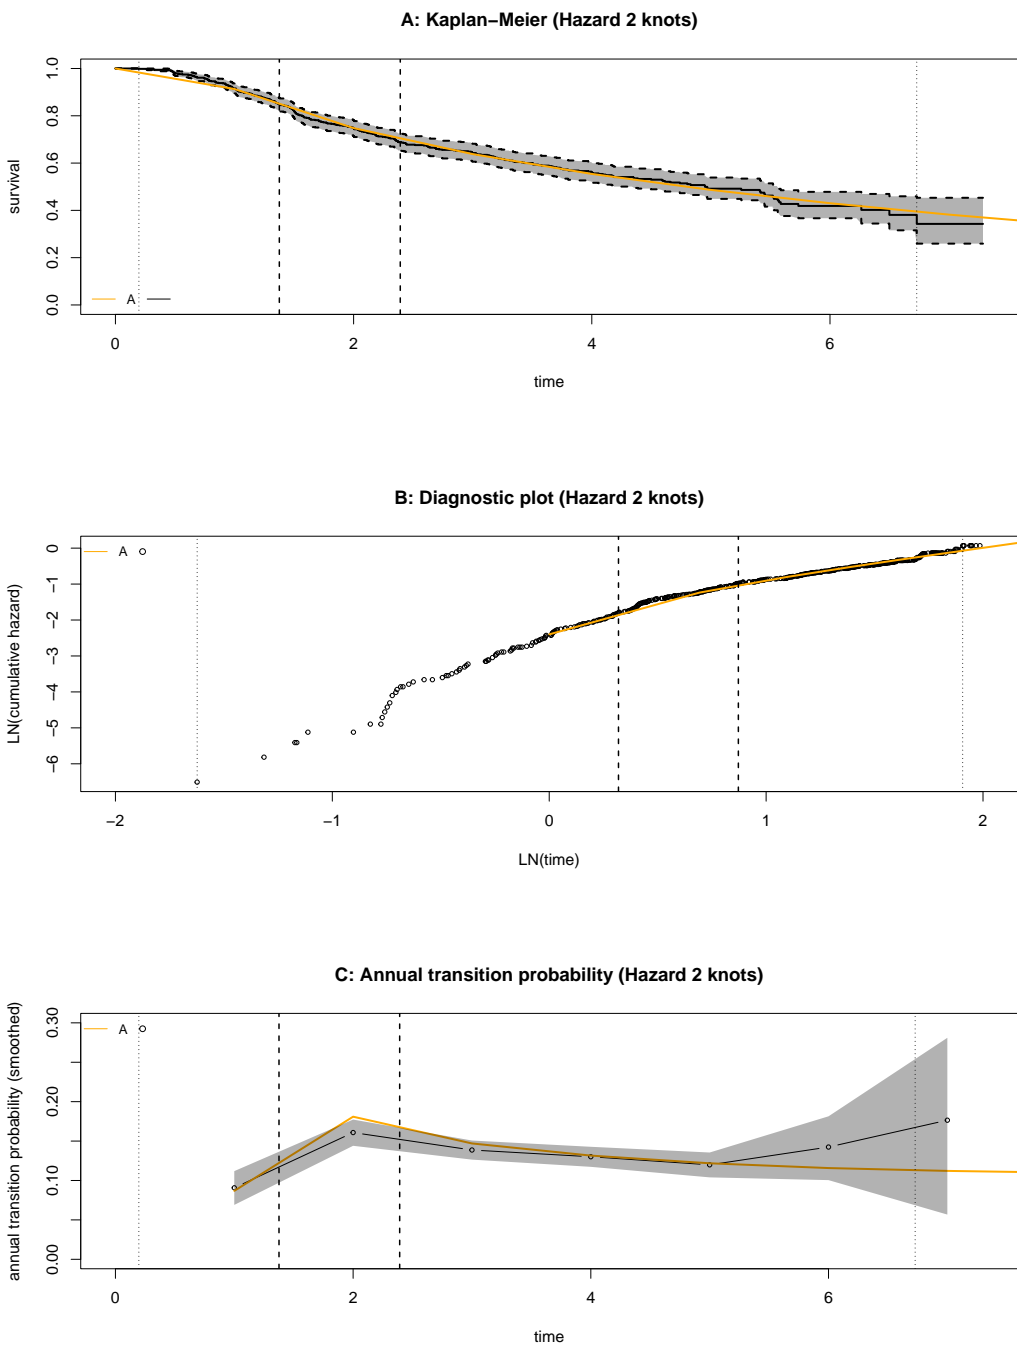 A: Kaplan−Meier (Hazard 2 knots)
survival
1.0
0.8
0.6
0.4
0.2
0.0
A
0 2 4 6
time
B: Diagnostic plot (Hazard 2 knots)
LN(cumulative hazard)
A
0
−1
−2
−3
−4
−5
−6
−2 −1 0 1 2
LN(time)
C: Annual transition probability (Hazard 2 knots)
annual transition probability (smoothed)
A
0.30
0.20
0.10
0.00
0 2 4 6
time